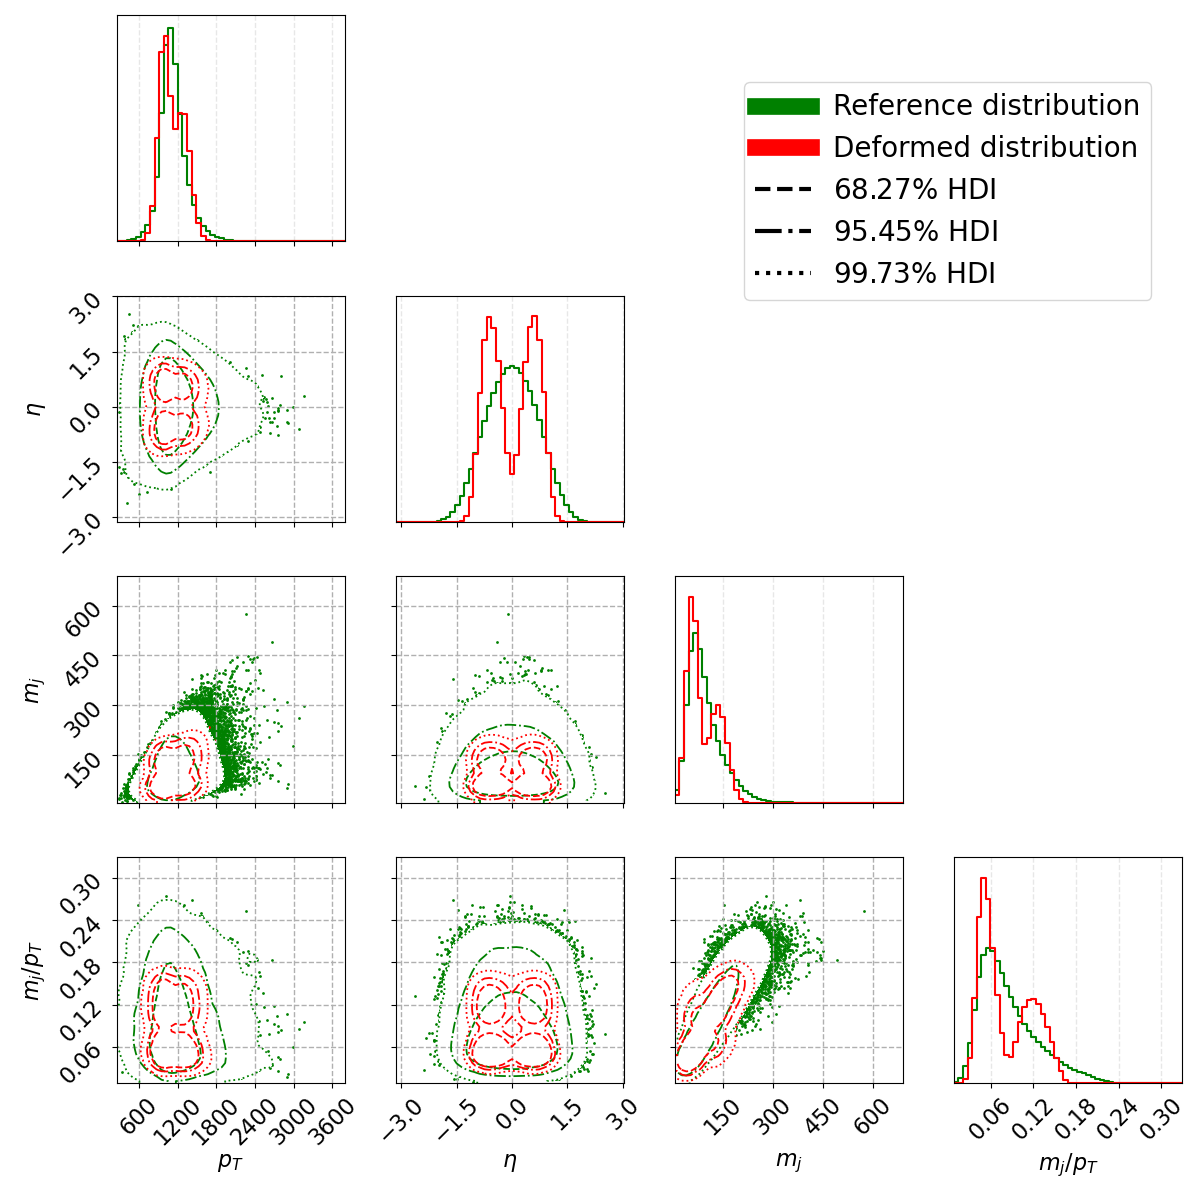 Reference distribution
Deformed distribution
68.27% HDI
95.45% HDI
99.73% HDI
3.0
1.5
0.0
−1.5
−3.0
η
600
450
300
150
m_j
0.30
0.24
0.18
0.12
0.06
m_j/p_T
600 1200 1800 2400 3000 3600
−3.0 −1.5 0.0 1.5 3.0
150 300 450 600
0.06 0.12 0.18 0.24 0.30
p_T
η
m_j
m_j/p_T